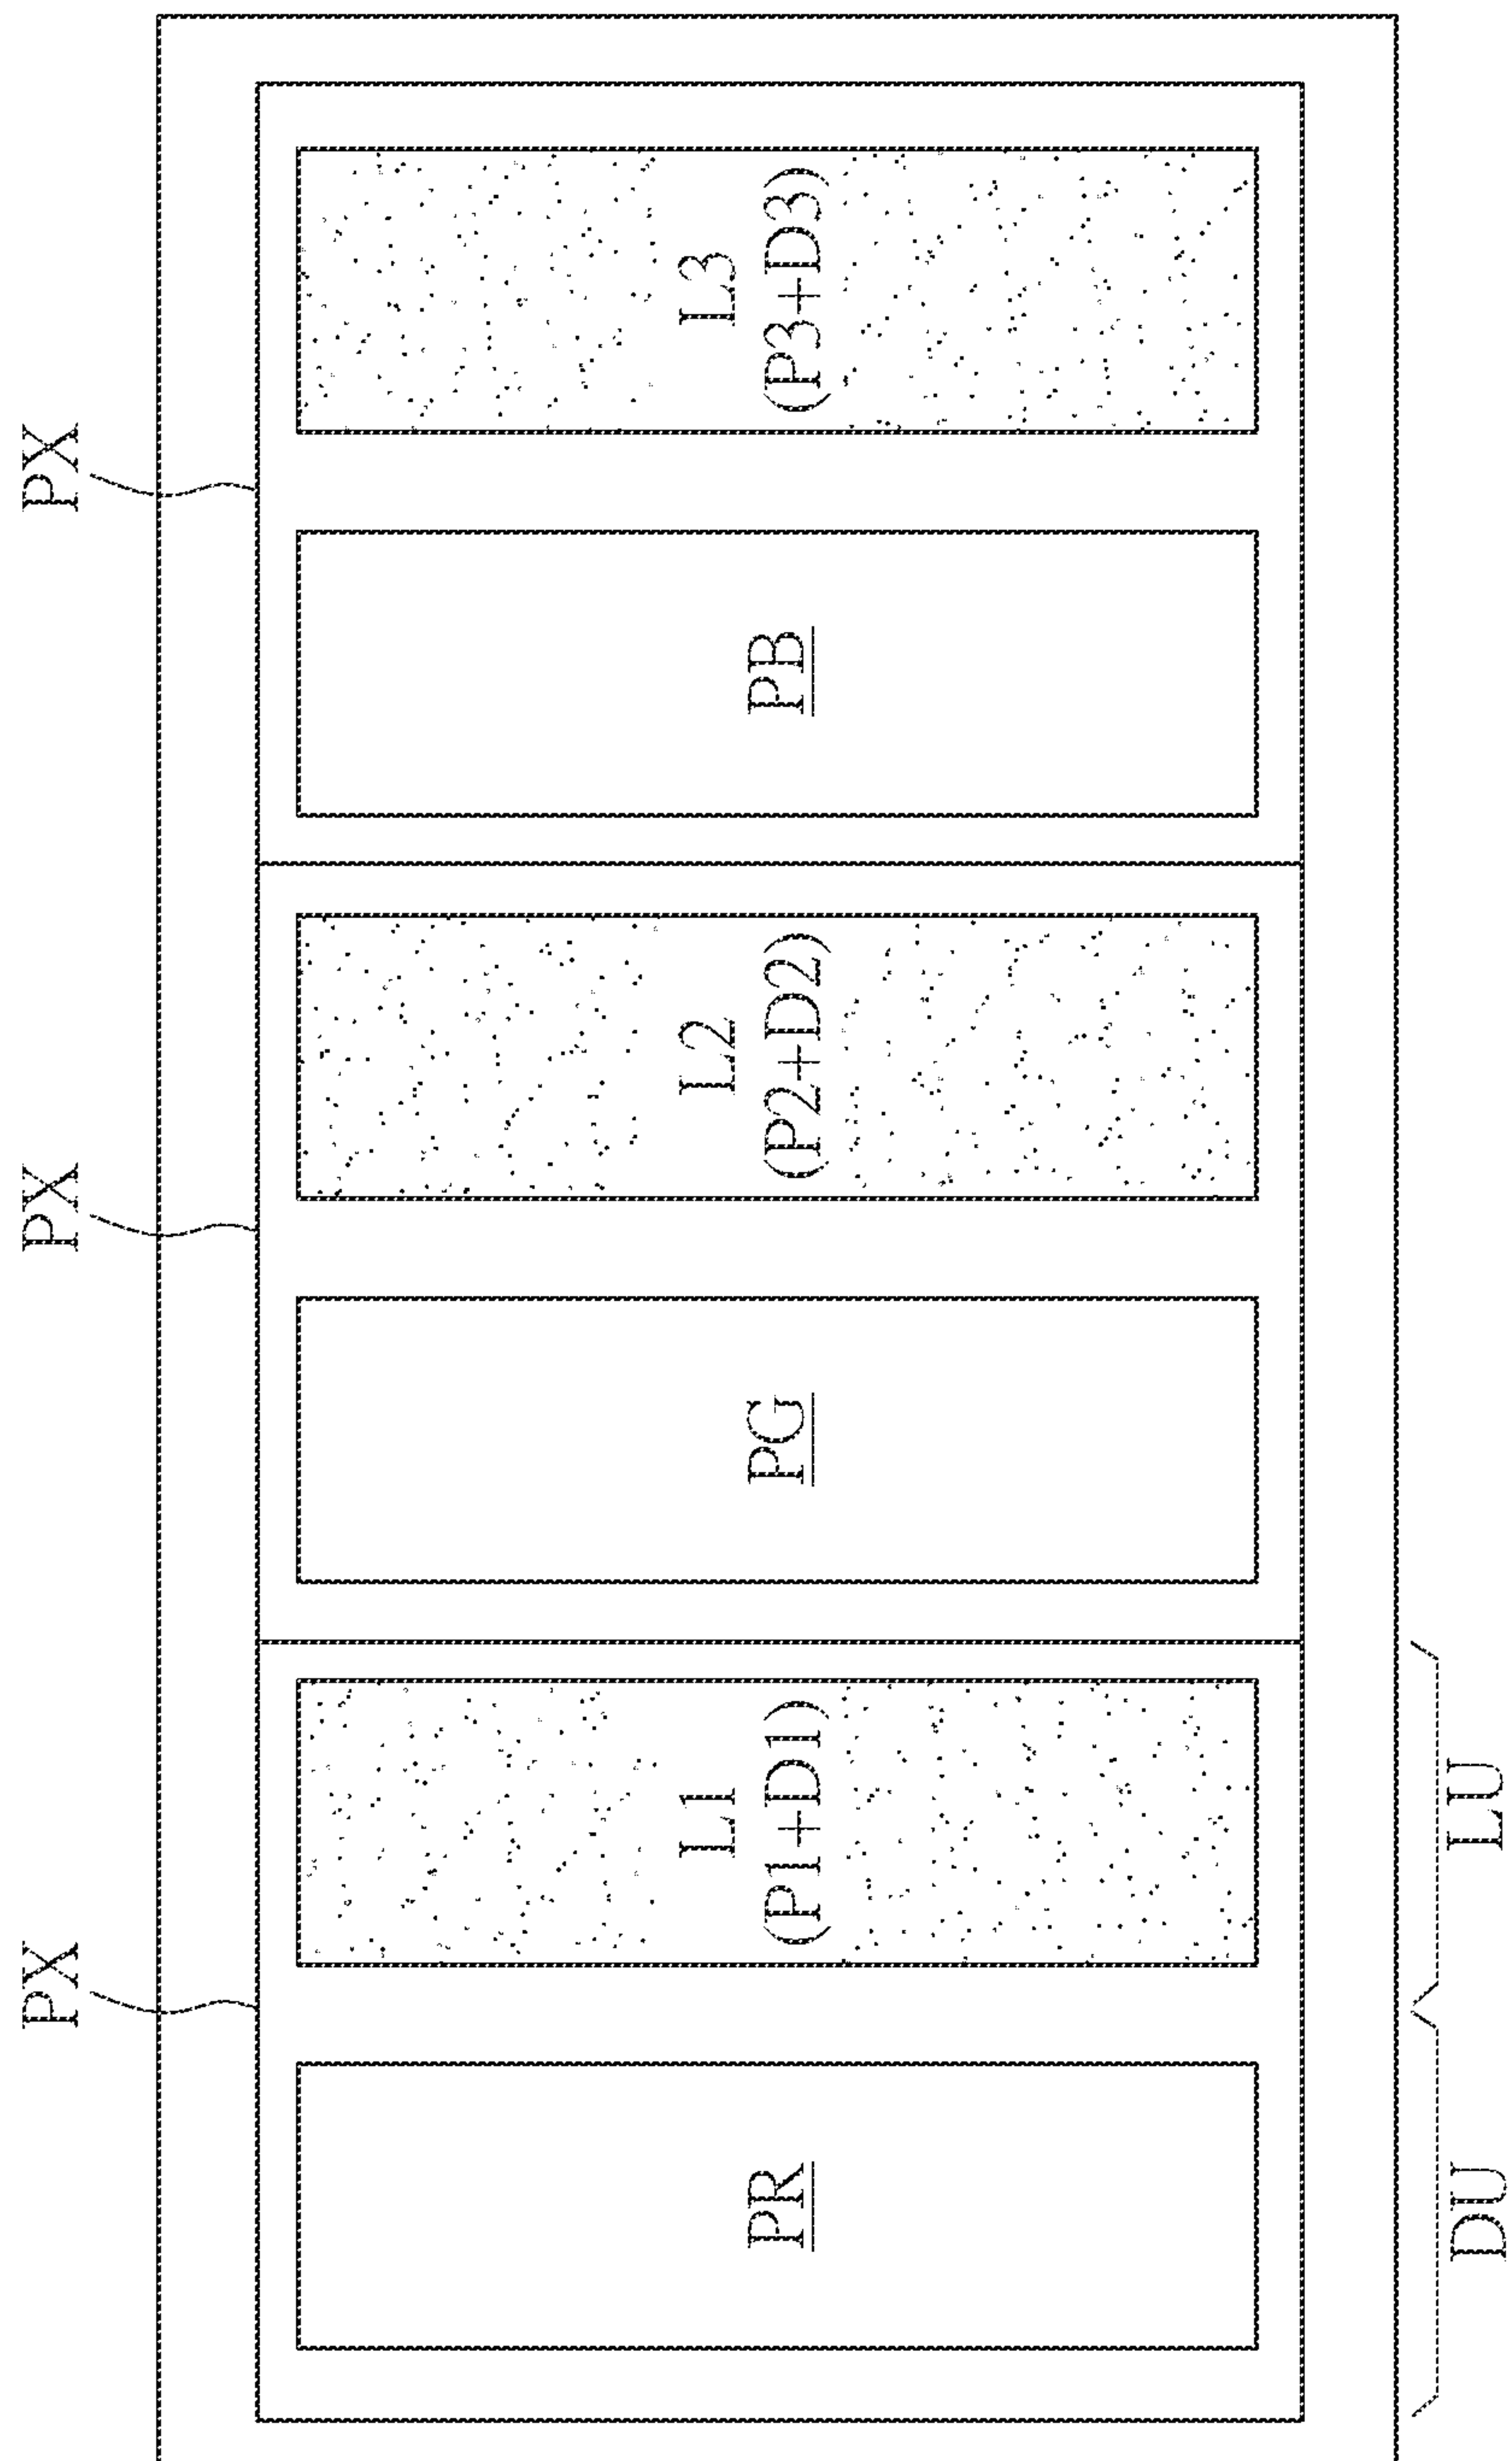 PX
PX
PX
PR
L1
(P1+D1)
PG
L2
(P2+D2)
PB
L3
(P3+D3)
DU
LU